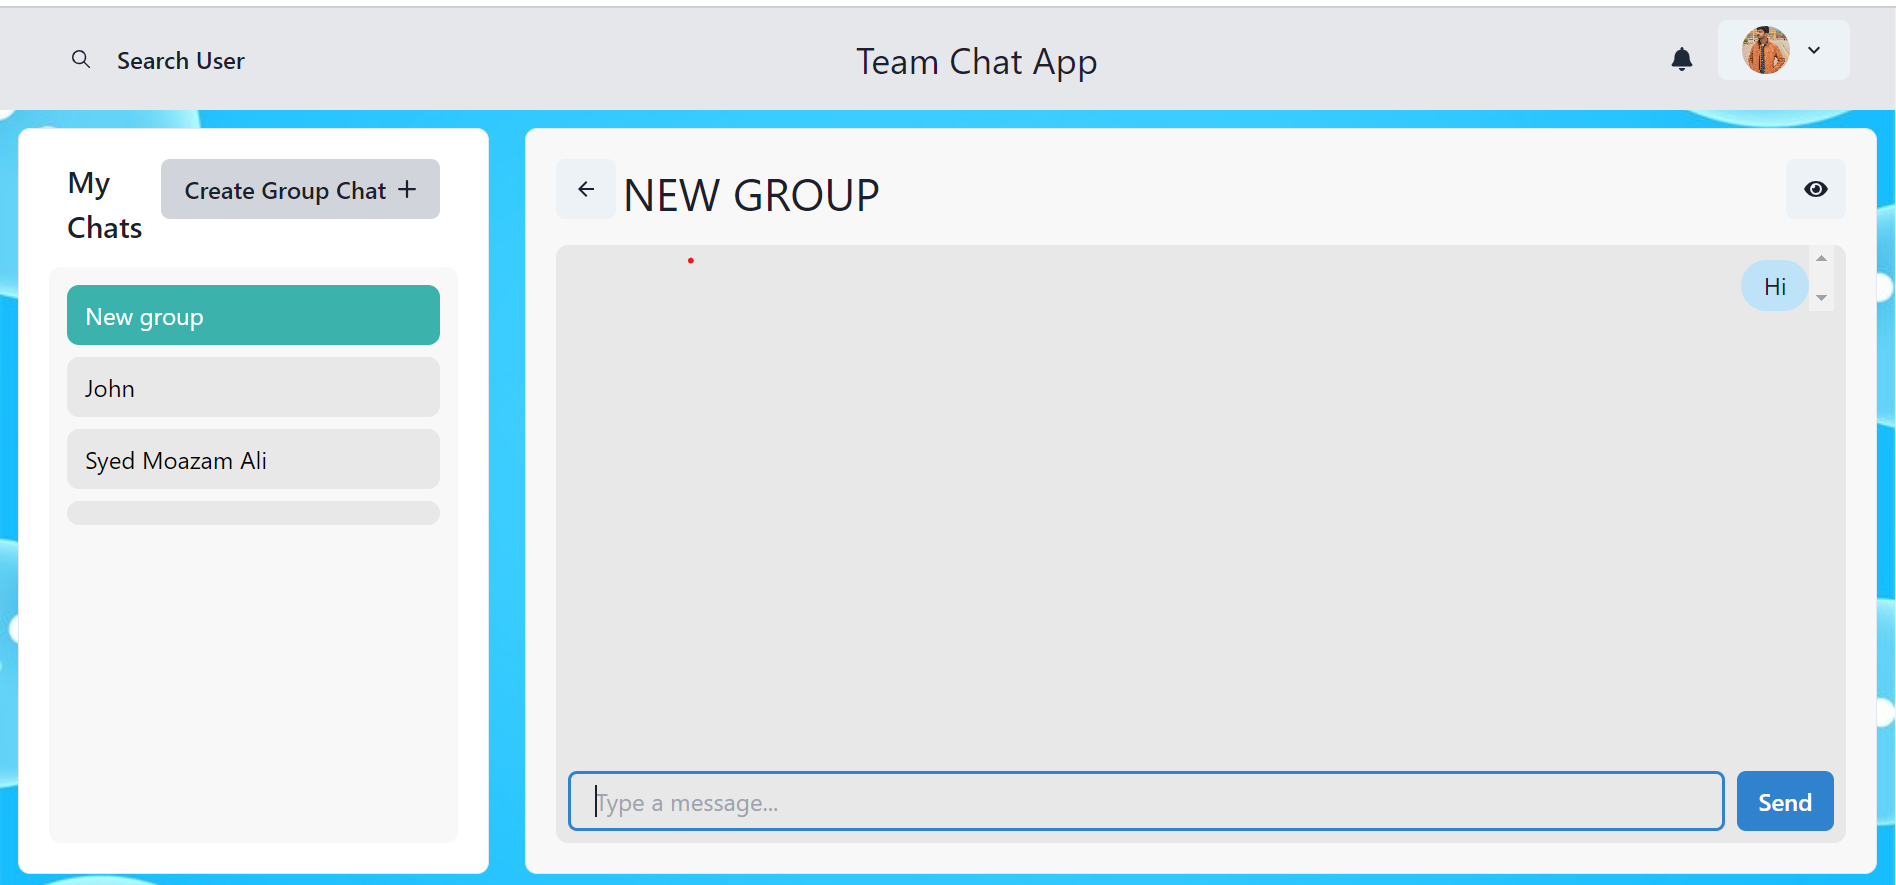 Search User
Team Chat App
My
Chats
Create Group Chat +
New group
John
Syed Moazam Ali
NEW GROUP
Hi
Type a message...
Send